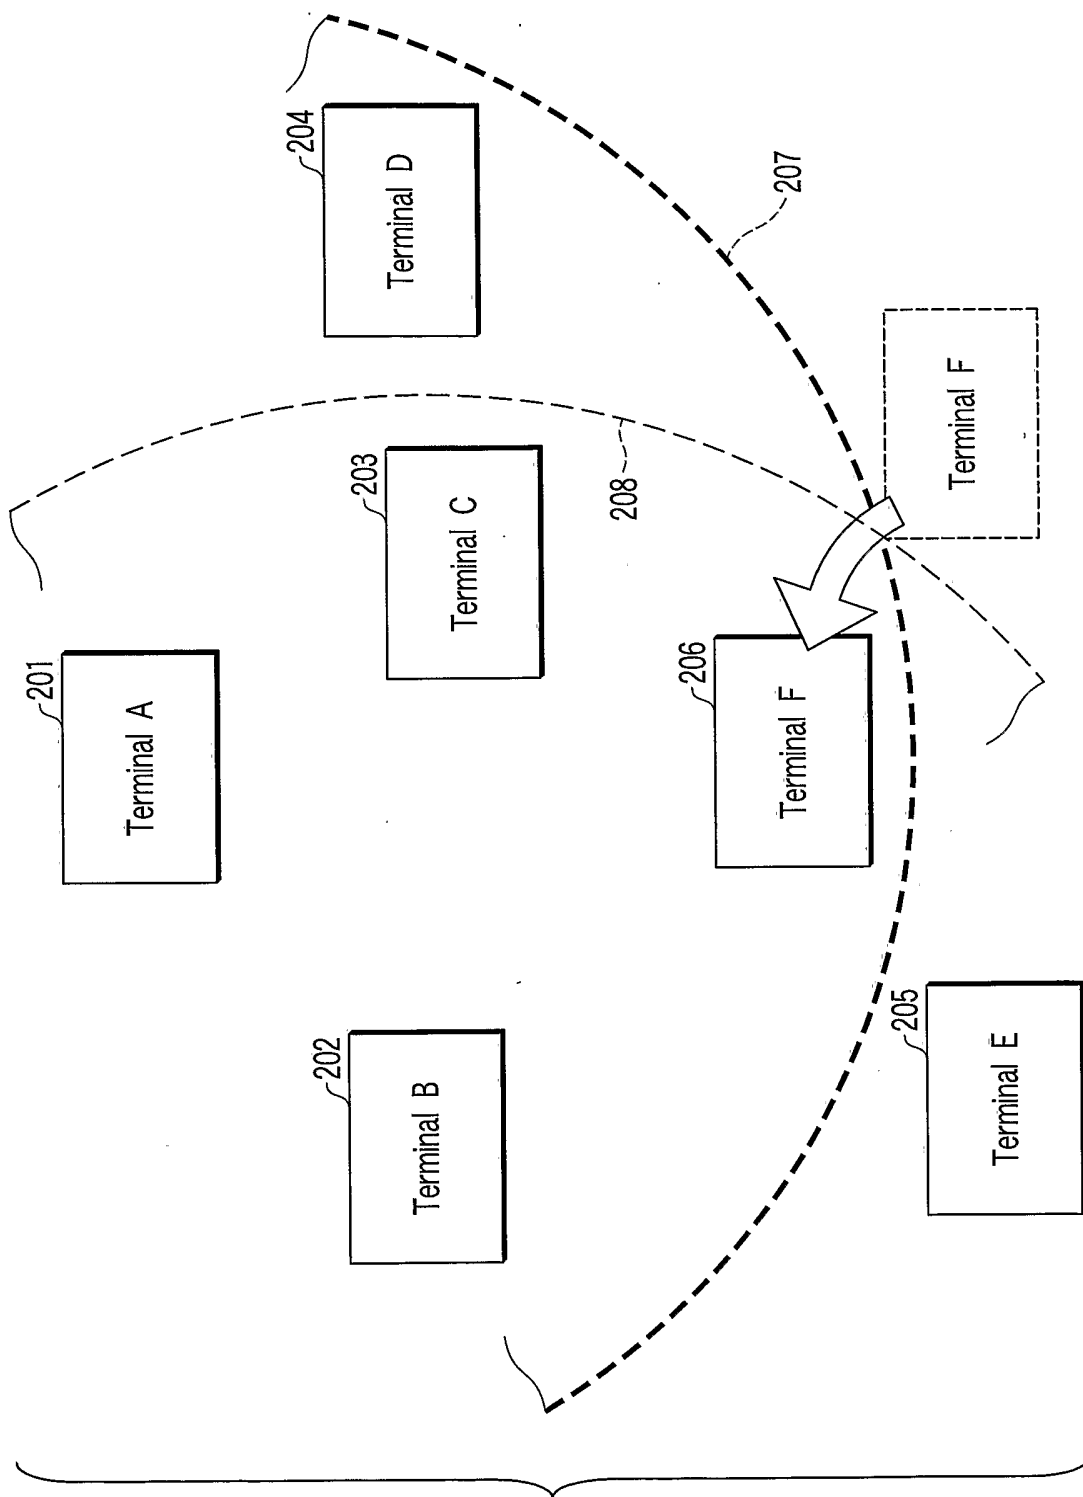 201
Terminal A
202
Terminal B
203
Terminal C
204
Terminal D
205
Terminal E
206
Terminal F
Terminal F
207
208